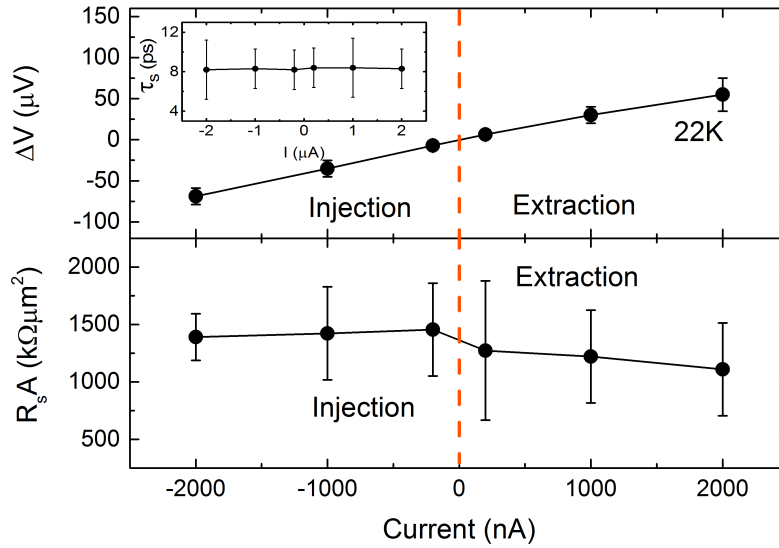 150
100
50
0
-50
-100
ΔV (μV)
12
8
4
τs (ps)
-2 -1 0 1 2
I (μA)
22K
Injection Extraction
2000
1500
1000
500
RsA (kΩμm²)
Extraction
Injection
-2000 -1000 0 1000 2000
Current (nA)